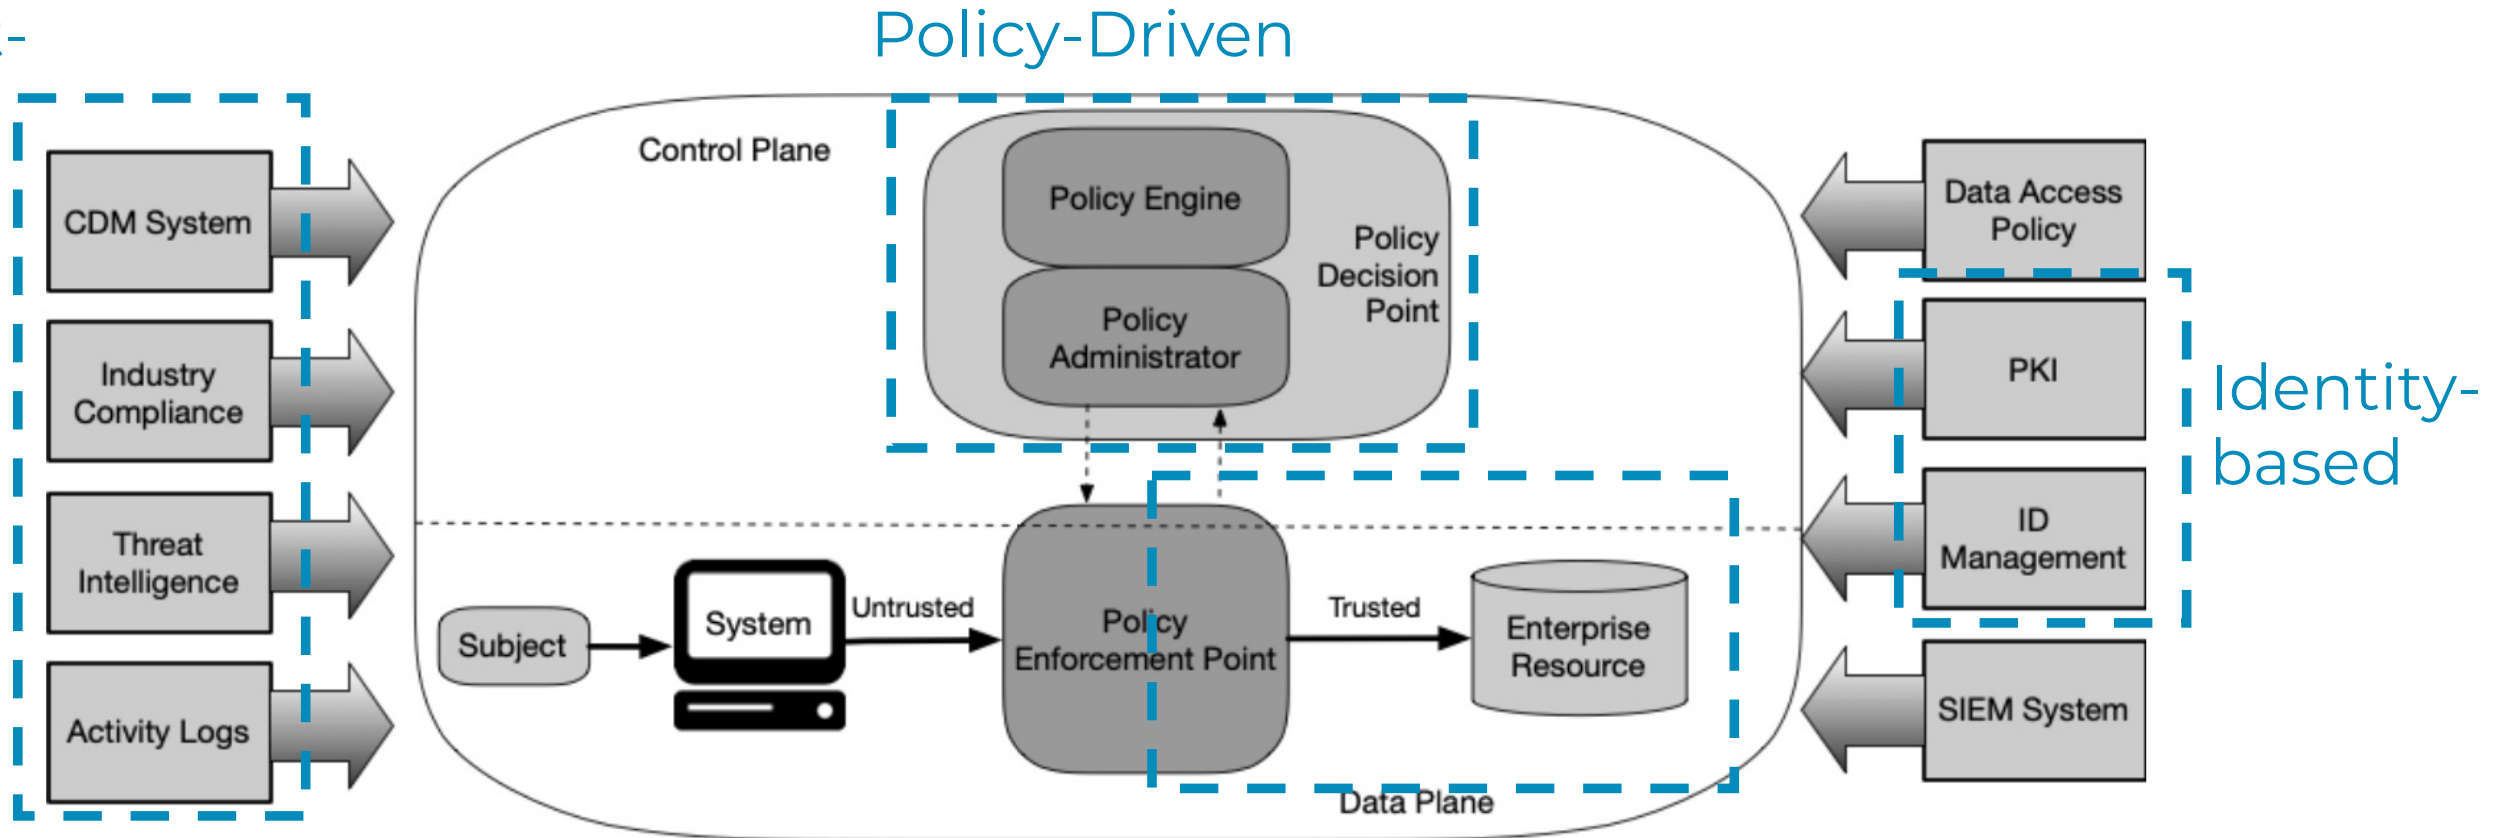 Policy-Driven
Control Plane
Policy Engine
Policy
Administrator
Policy
Decision
Point
CDM System
Industry
Compliance
Threat
Intelligence
Activity Logs
Subject
System
Untrusted
Policy
Enforcement Point
Trusted
Enterprise
Resource
Data Plane
Data Access
Policy
PKI
ID
Management
SIEM System
Identity-
based